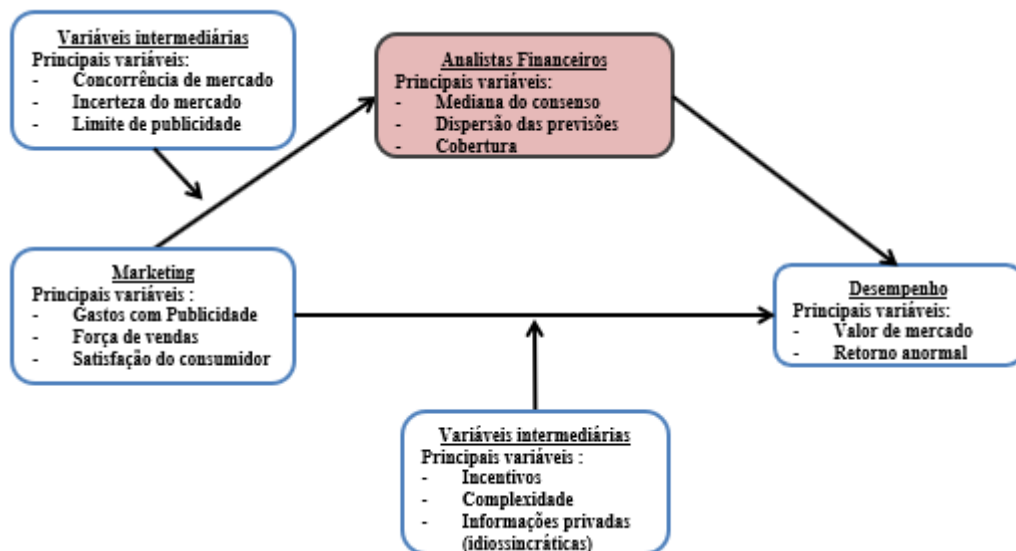 Variáveis intermediárias
Principais variáveis:
- Concorrência de mercado
- Incerteza do mercado
- Limite de publicidade
Analistas Financeiros
Principais variáveis:
- Mediana do consenso
- Dispersão das previsões
- Cobertura
Marketing
Principais variáveis :
- Gastos com Publicidade
- Força de vendas
- Satisfação do consumidor
Desempenho
Principais variáveis:
- Valor de mercado
- Retorno anormal
Variáveis intermediárias
Principais variáveis :
- Incentivos
- Complexidade
- Informações privadas
(idiossincráticas)